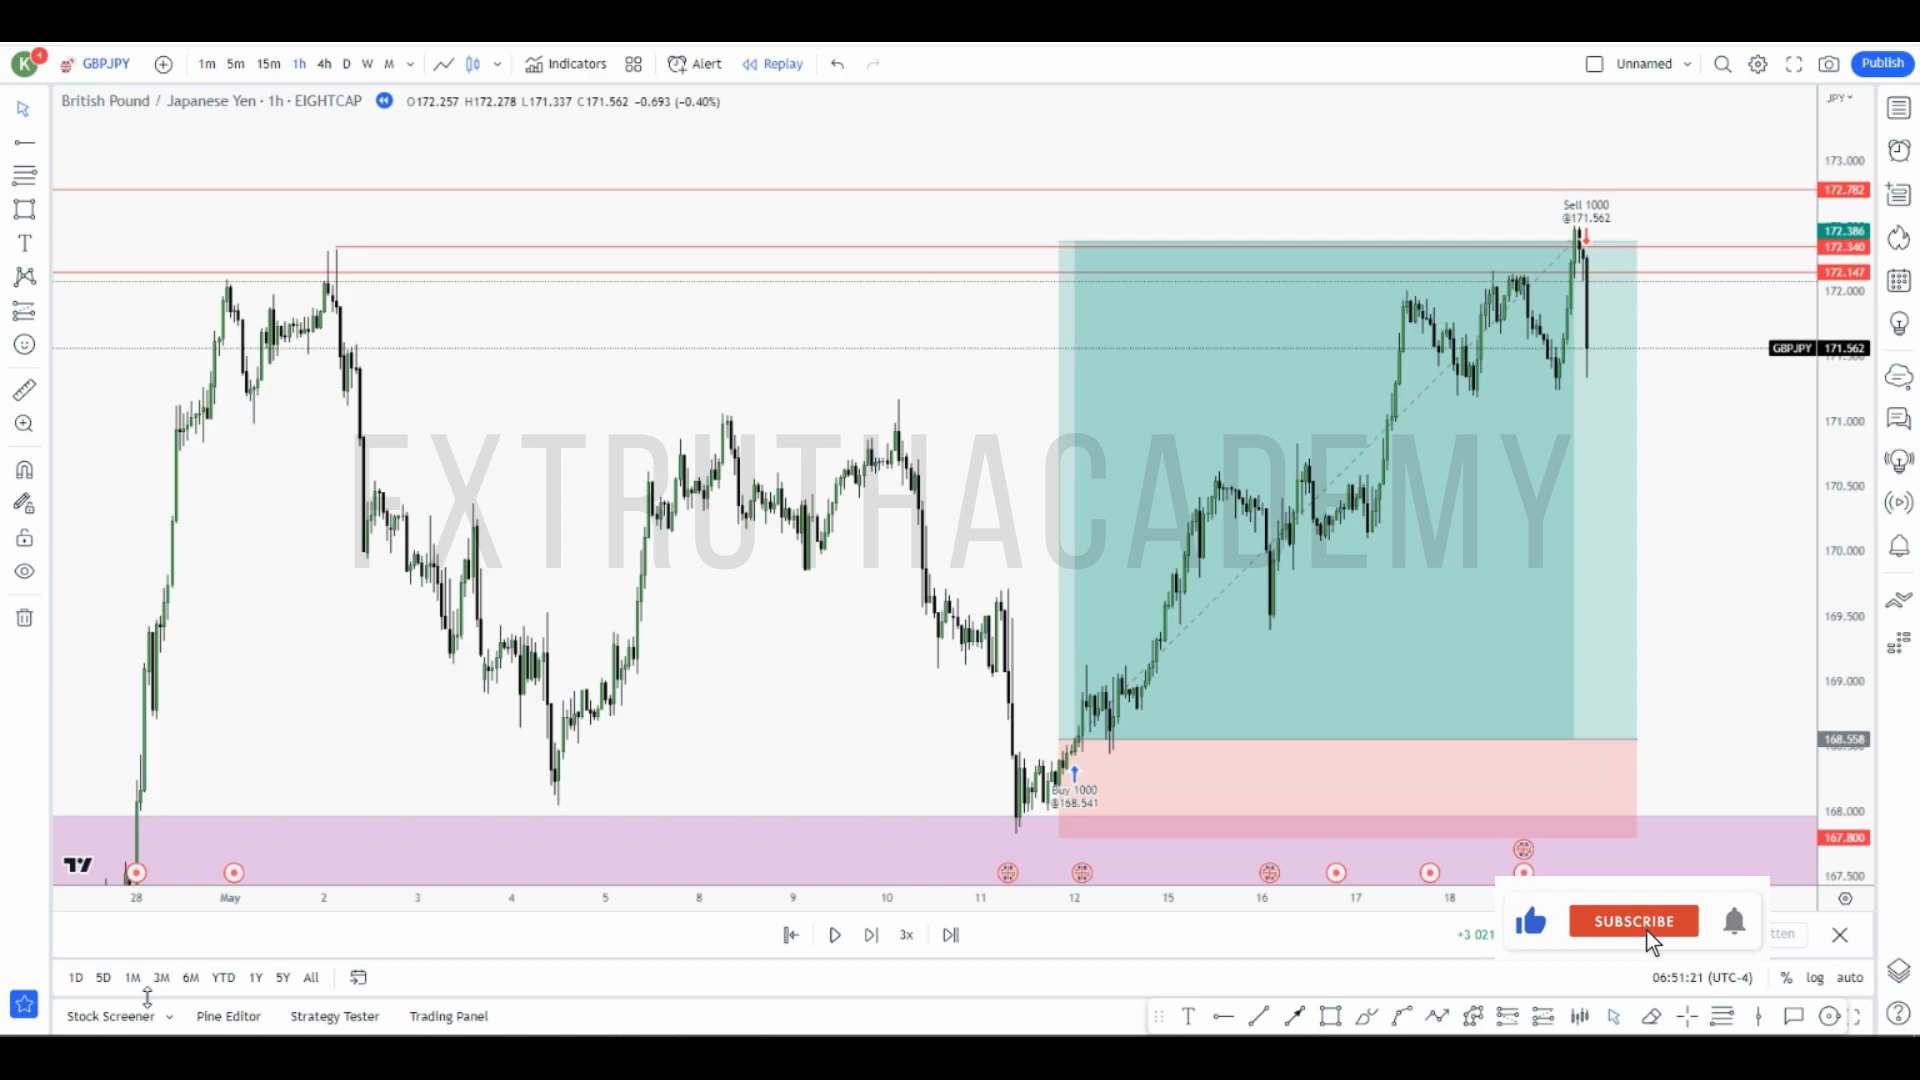 K 4 GBPJPY 1m 5m 15m 1h 4h D W M Indicators Alert Replay Unnamed Publish
British Pound / Japanese Yen · 1h · EIGHTCAP O172.257 H172.278 L171.337 C171.562 −0.693 (−0.40%) JPY
173.000
172.782
Sell 1000
@171.562
172.386
172.340
172.147
172.000
GBPJPY 171.562
171.000
FXTRUTHACADEMY
170.500
170.000
169.500
169.000
168.558
Buy 1000
@168.541
168.000
167.800
167.500
28 May 2 3 4 5 8 9 10 11 12 15 16 17 18
3x +3 021 SUBSCRIBE tten
1D 5D 1M 3M 6M YTD 1Y 5Y All 06:51:21 (UTC-4) % log auto
Stock Screener Pine Editor Strategy Tester Trading Panel